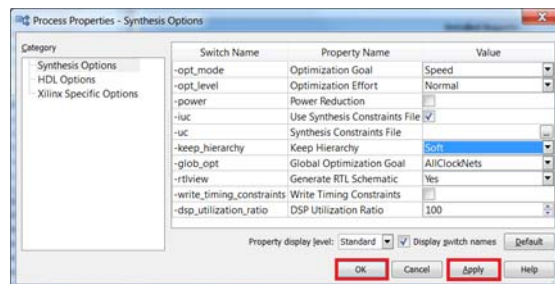 Process Properties - Synthesis Options
Category
Synthesis Options
HDL Options
Xilinx Specific Options
Switch Name Property Name Value
-opt_mode Optimization Goal Speed
-opt_level Optimization Effort Normal
-power Power Reduction
-iuc Use Synthesis Constraints File
-uc Synthesis Constraints File ...
-keep_hierarchy Keep Hierarchy Soft
-glob_opt Global Optimization Goal AllClockNets
-rtlview Generate RTL Schematic Yes
-write_timing_constraints Write Timing Constraints
-dsp_utilization_ratio DSP Utilization Ratio 100
Property display level: Standard Display switch names Default
OK Cancel Apply Help